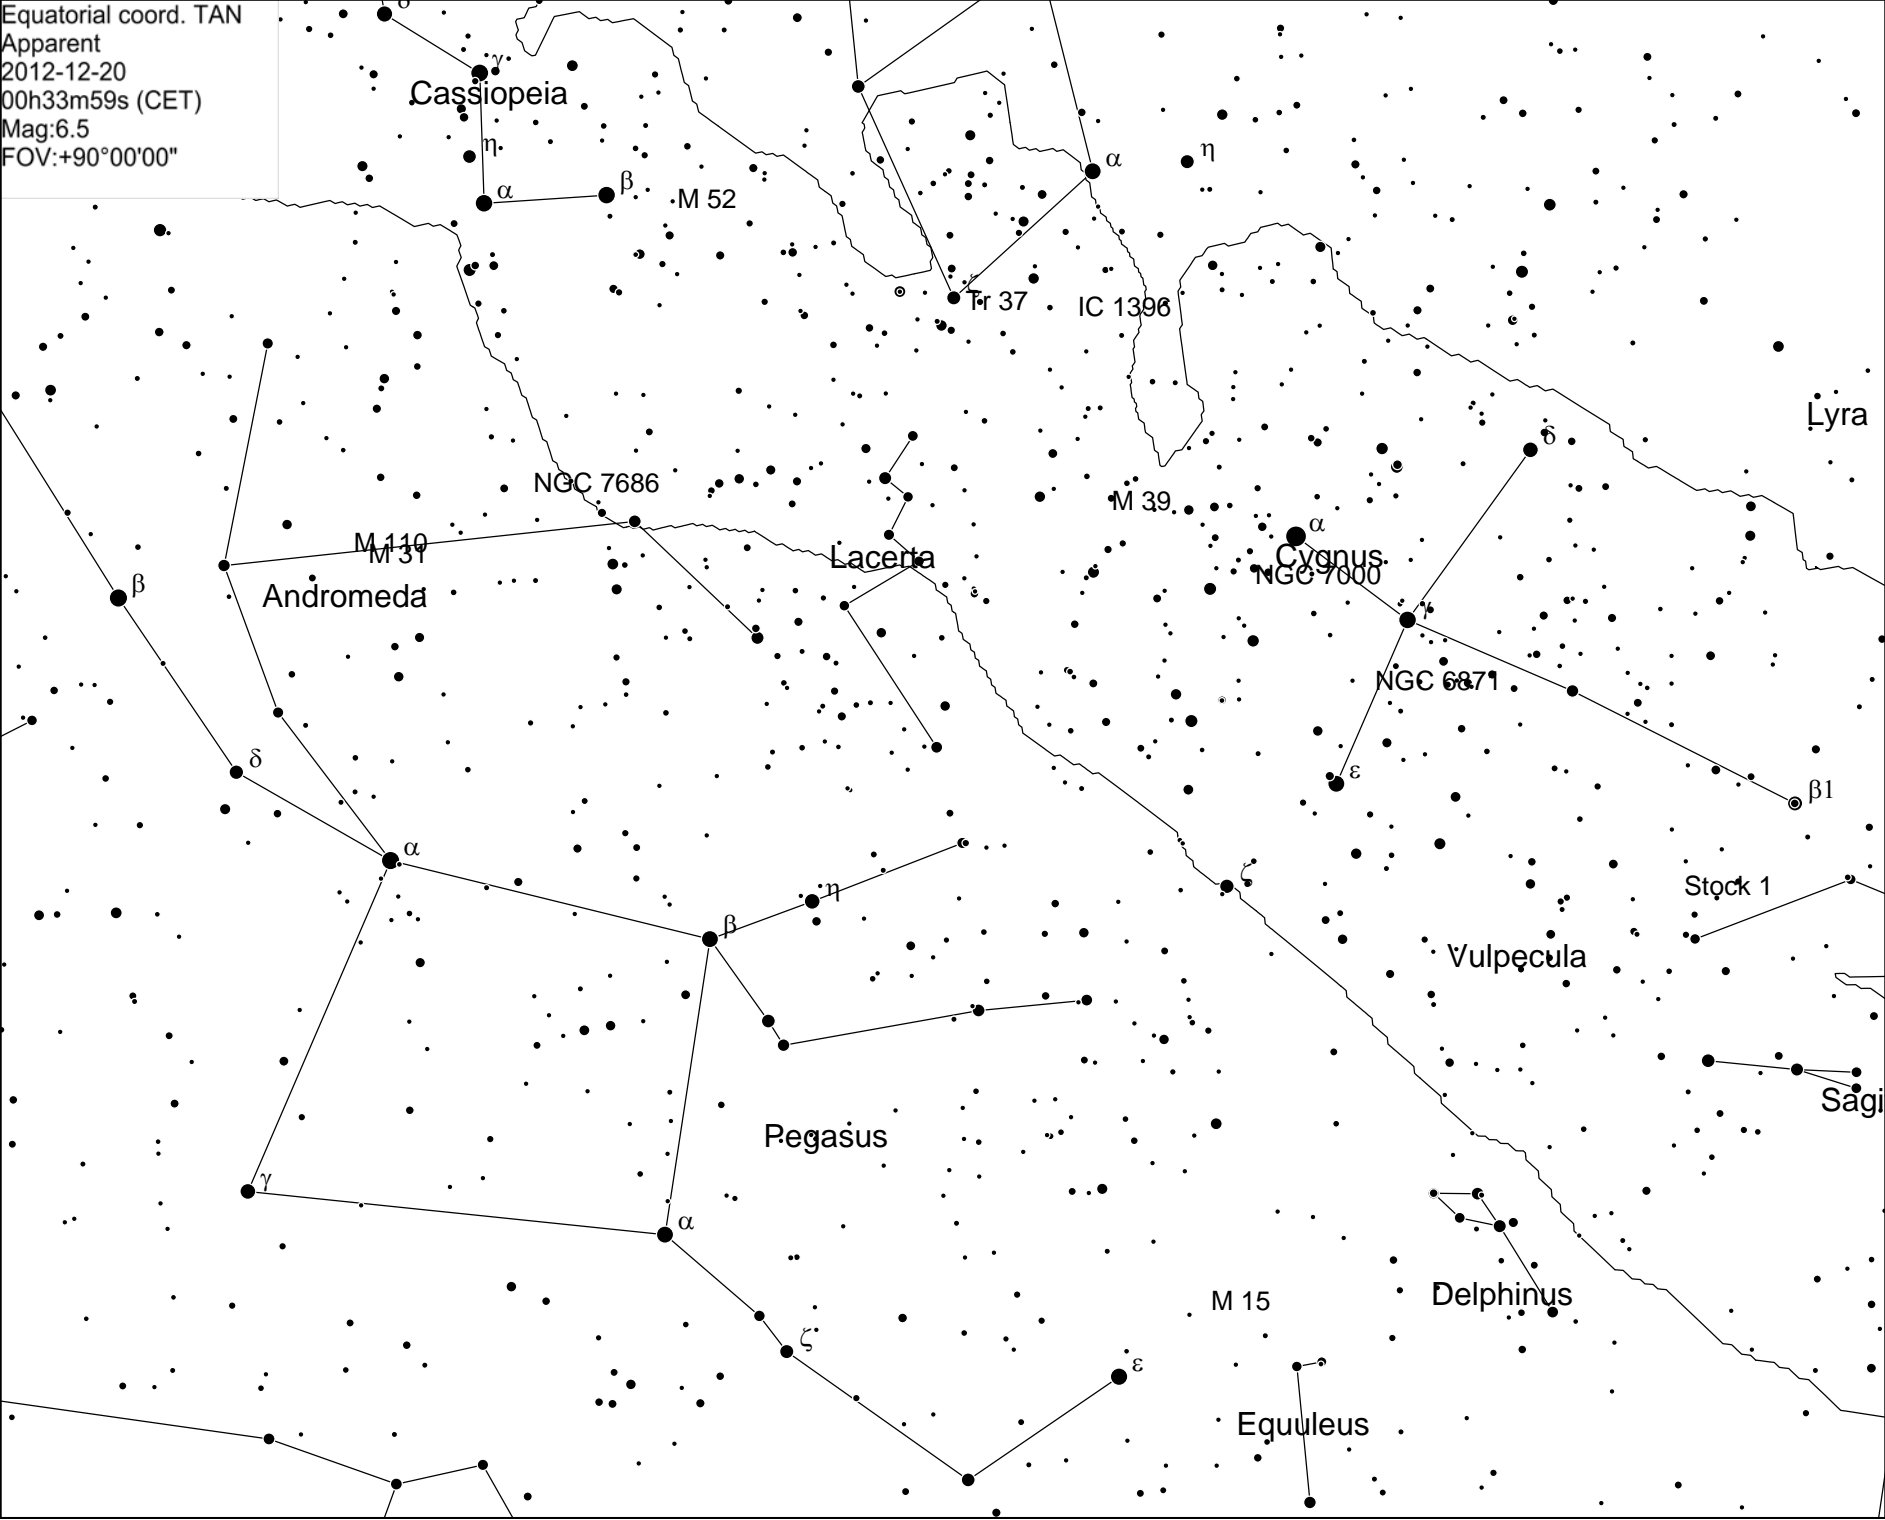 Equatorial coord. TAN
Apparent
2012-12-20
00h33m59s (CET)
Mag:6.5
FOV:+90°00'00"
δ
γ
Cassiopeia
η
α
β
M 52
α
η
ζ
Tr 37
IC 1396
Lyra
δ
NGC 7686
M 39
α
M 110
M 31
Lacerta
Cygnus
NGC 7000
β
Andromeda
γ
NGC 6871
δ
ε
β1
α
ζ
Stock 1
η
β
Vulpecula
Sagi
Pegasus
γ
α
M 15
Delphinus
ζ
ε
Equuleus